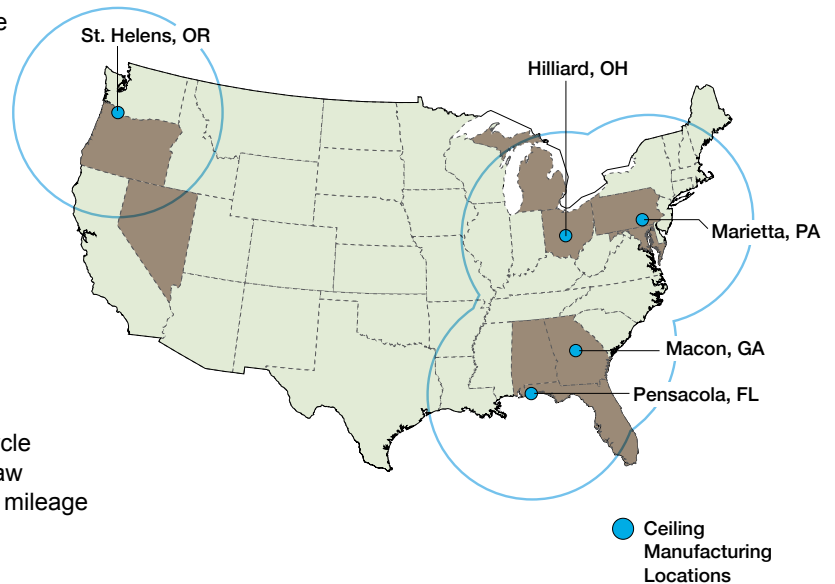 e
St. Helens, OR
Hilliard, OH
Marietta, PA
Macon, GA
Pensacola, FL
cle
aw
mileage
Ceiling
Manufacturing
Locations